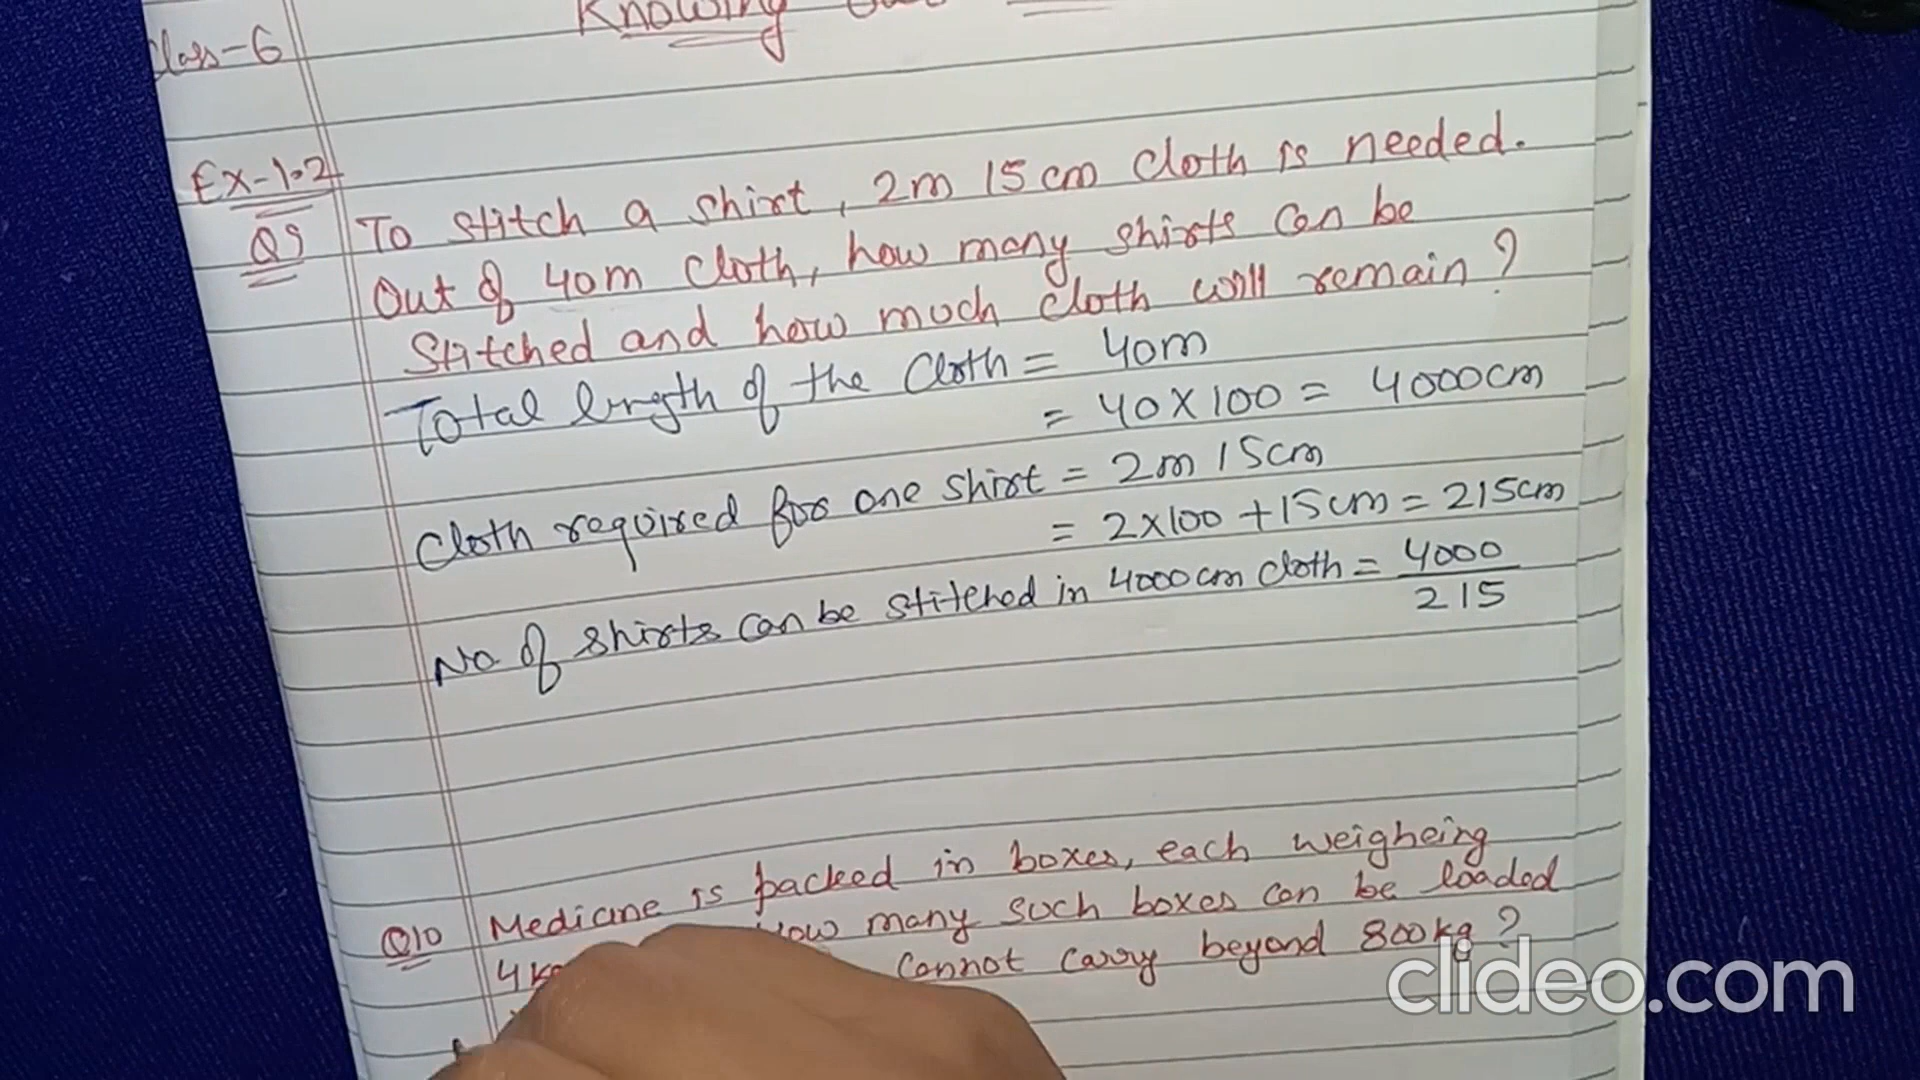 Class-6
Knowing
Ex-1.2
Q9 To stitch a shirt, 2m 15cm cloth is needed.
Out of 40m cloth, how many shirts can be
Stitched and how much cloth will remain?
Total length of the cloth = 40m
= 40×100 = 4000cm
Cloth required for one shirt = 2m 15cm
= 2×100 + 15cm = 215cm
No of shirts can be stitched in 4000cm cloth = 4000
215
Q10 Medicine is packed in boxes, each weigheing
4kg how many such boxes can be loaded
cannot carry beyond 800kg?
clideo.com